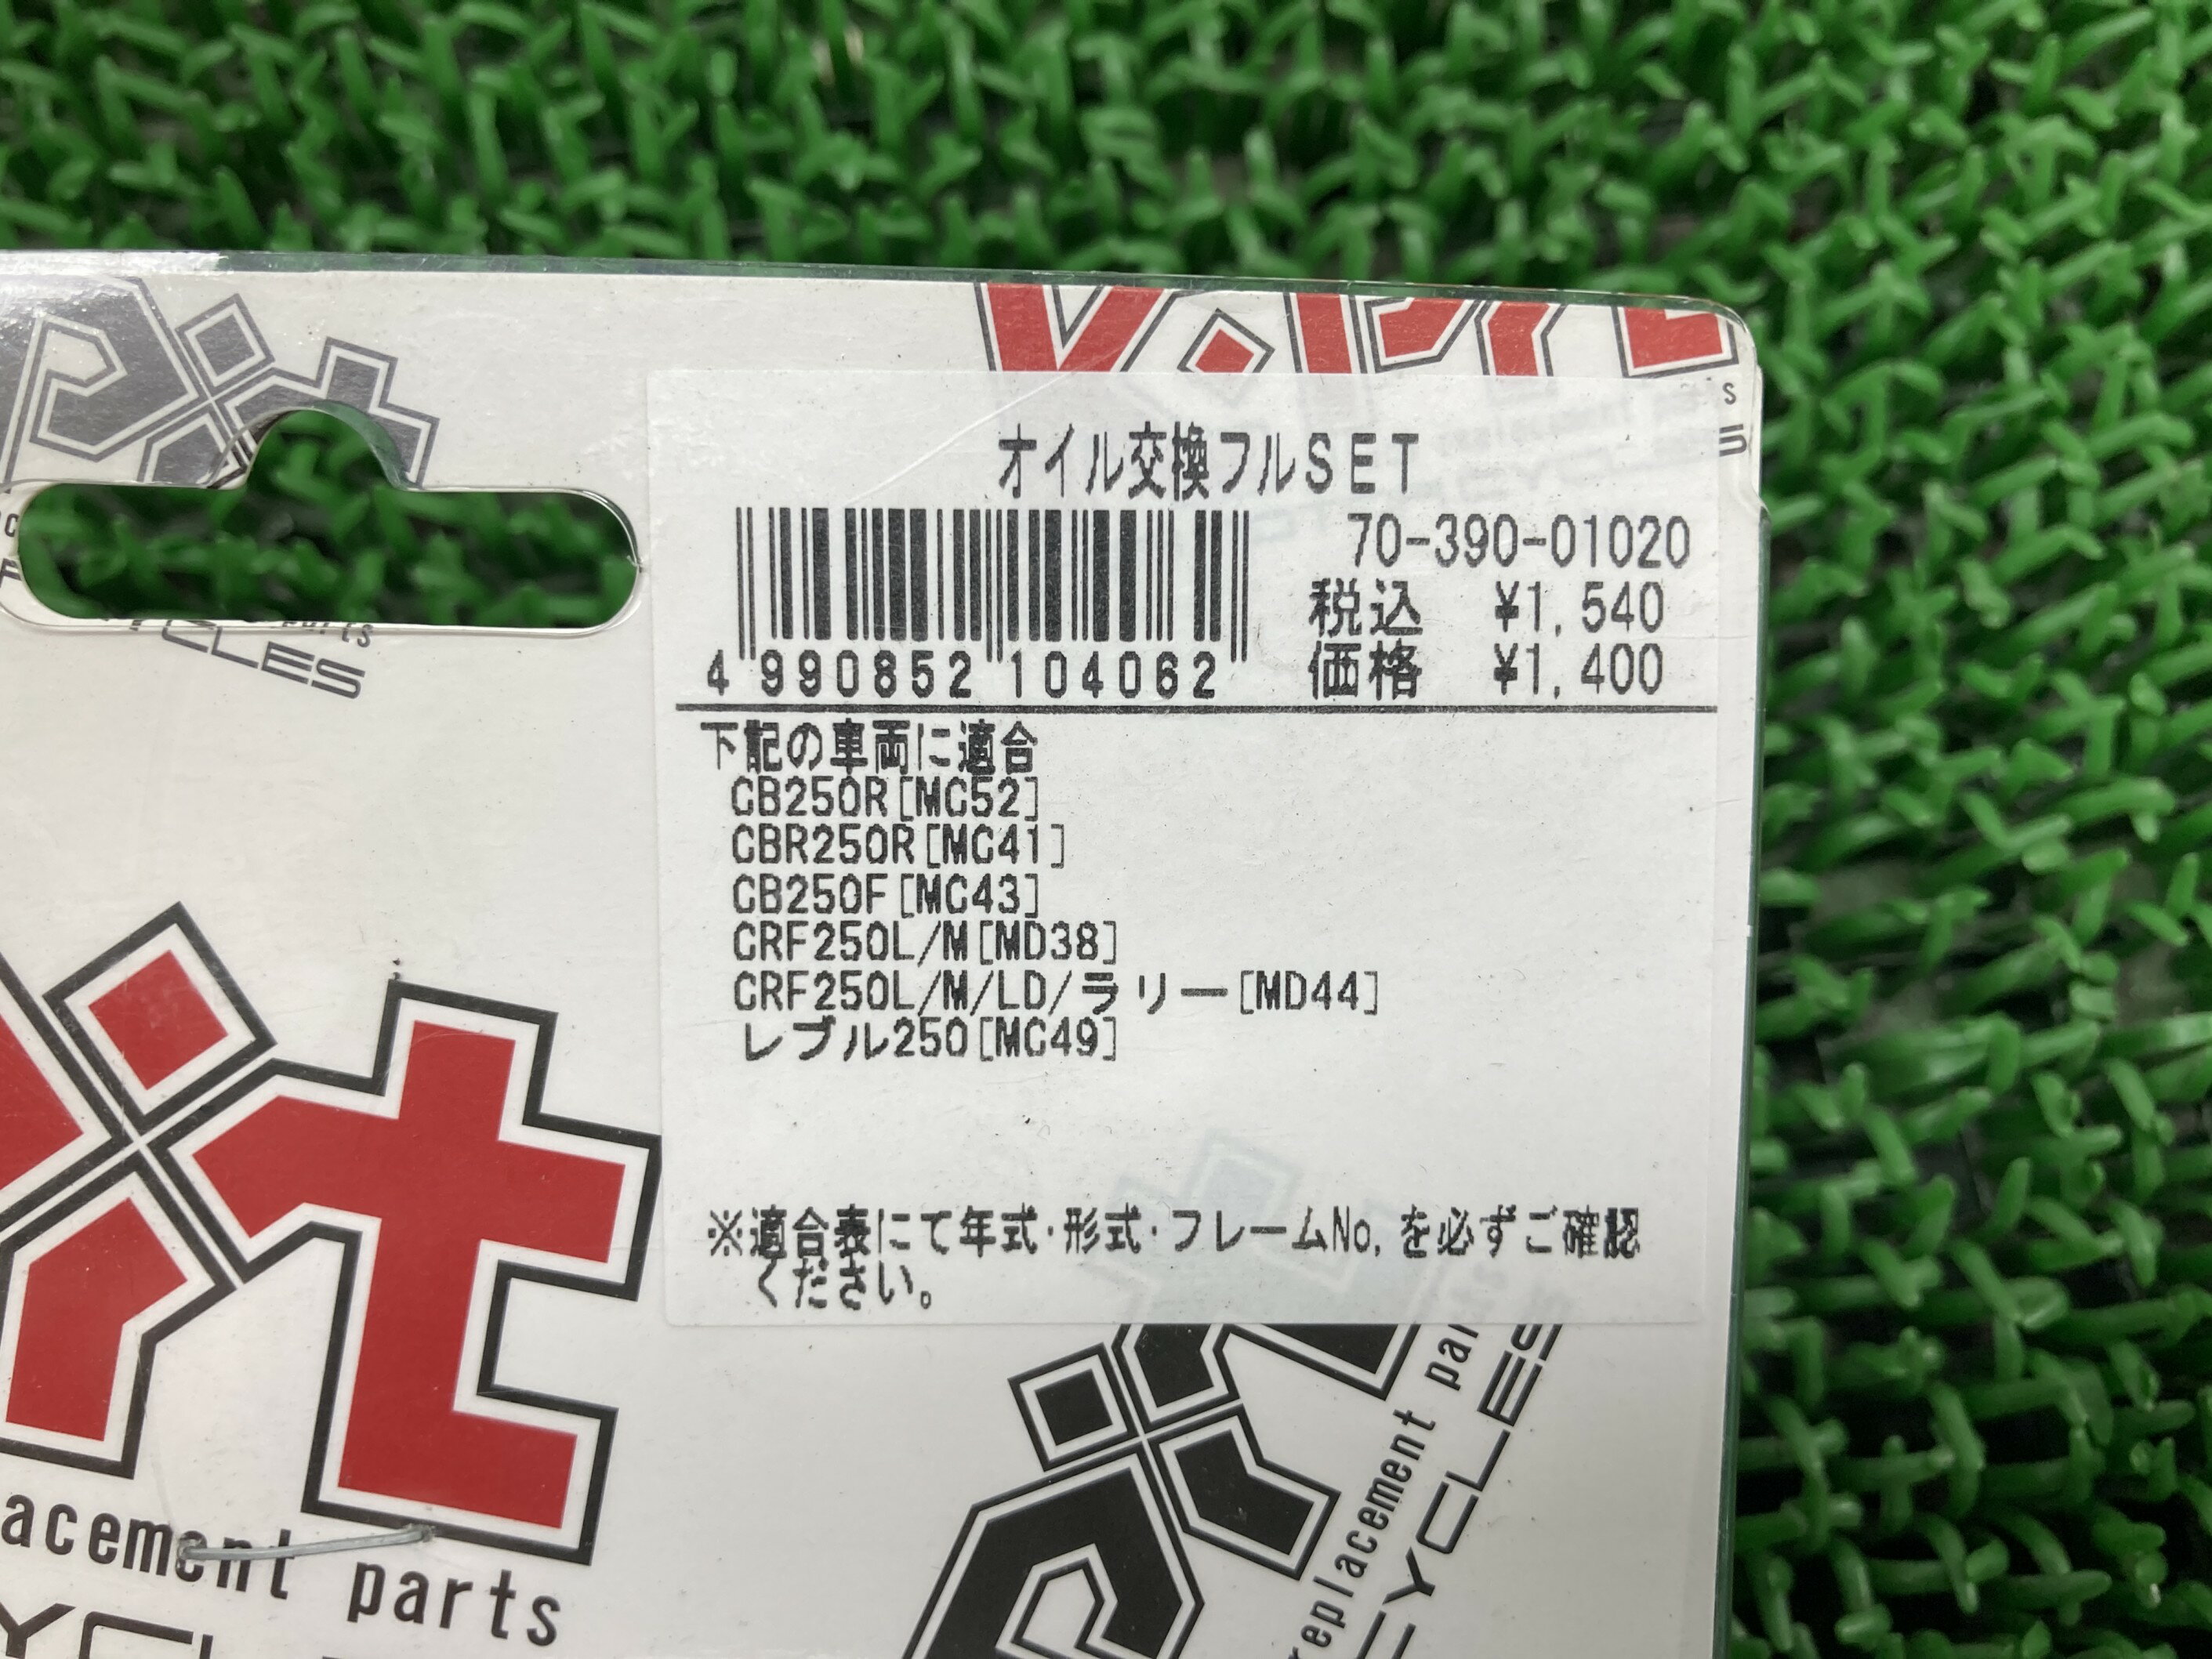 オイル交換フルSET
70-390-01020
税込 ¥1,540
価格 ¥1,400
4 990852 104062
下記の車両に適合
CB250R[MC52]
CBR250R[MC41]
CB250F[MC43]
CRF250L/M[MD38]
CRF250L/M/LD/ラリー[MD44]
レブル250[MC49]
※適合表にて年式・形式・フレームNo.を必ずご確認
ください。
acement parts
replacement par
CYCLES
YCLES